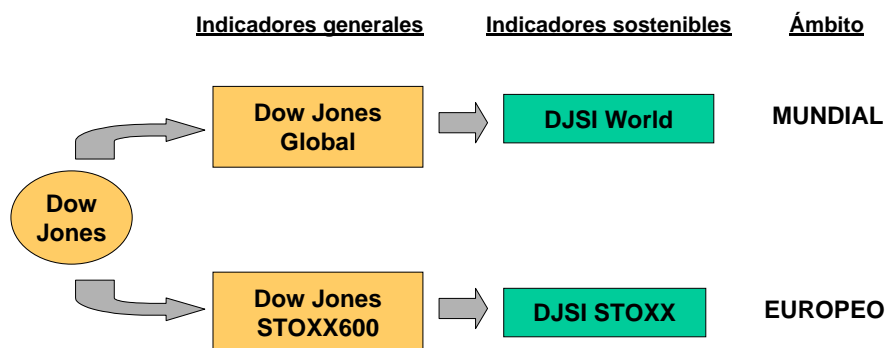 Indicadores generales
Indicadores sostenibles
Ámbito
Dow Jones
Global
DJSI World
MUNDIAL
Dow
Jones
Dow Jones
STOXX600
DJSI STOXX
EUROPEO